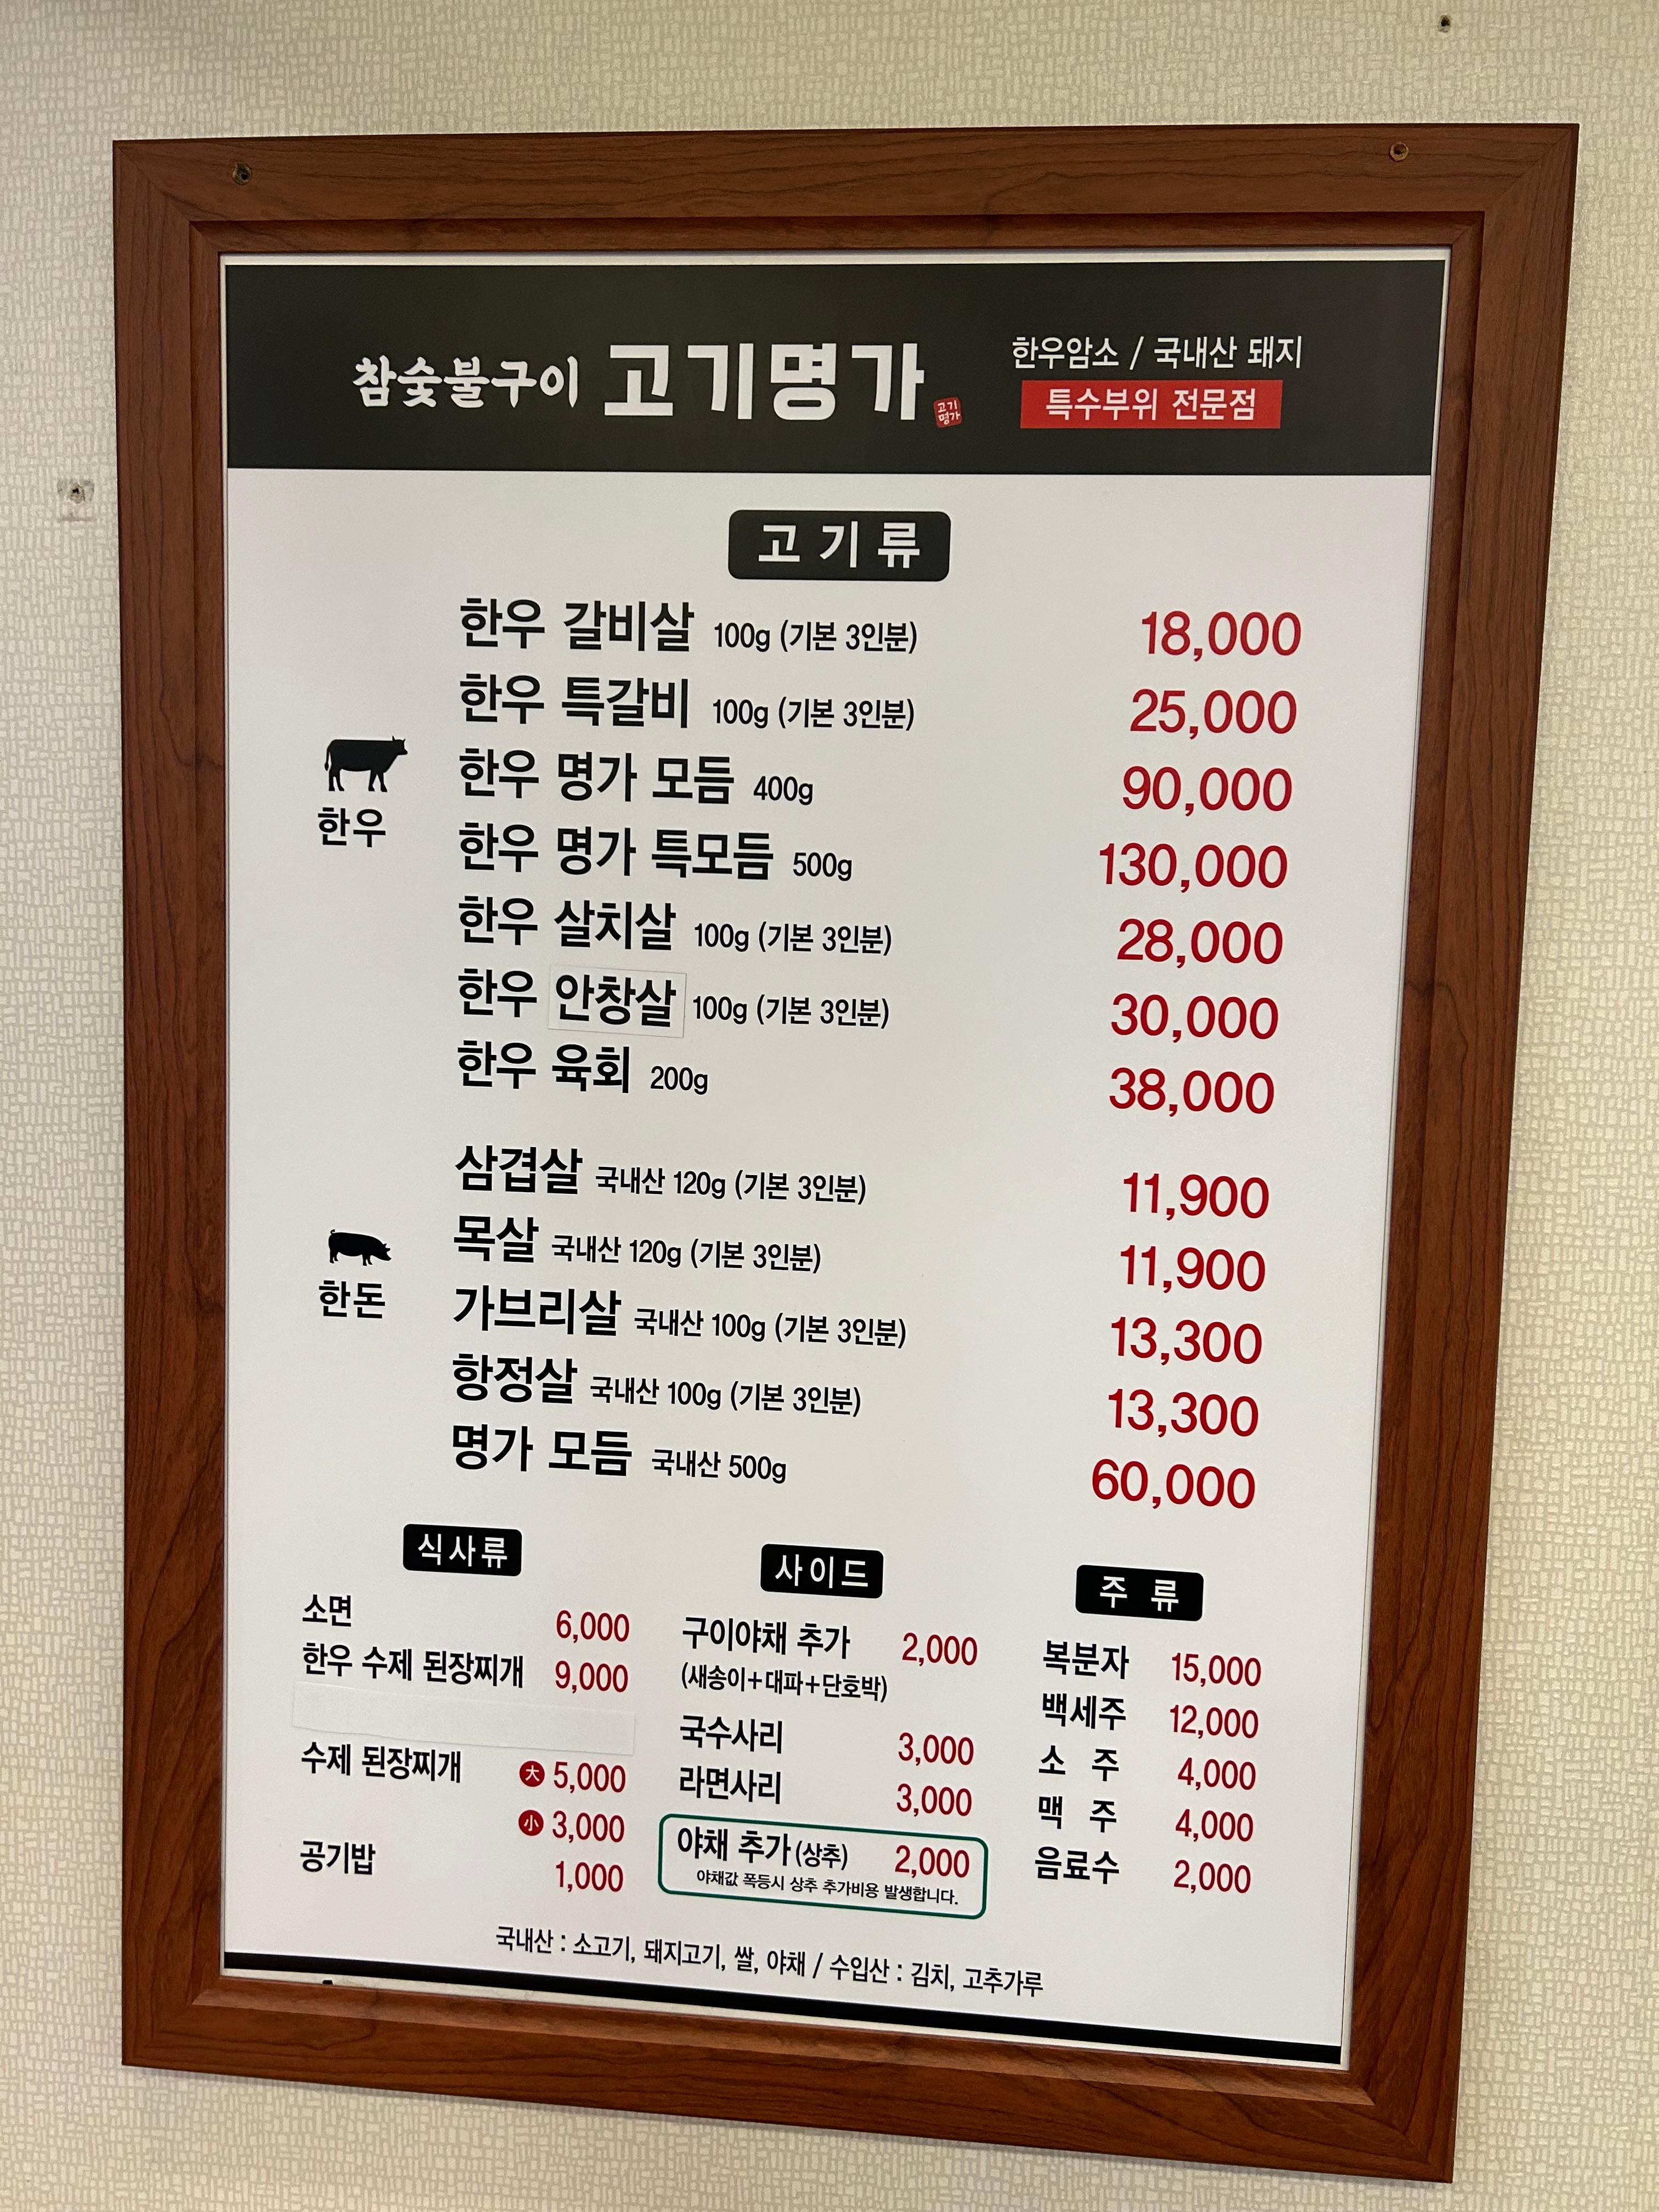 참숯불구이 고기명가 고기명가
한우암소 / 국내산 돼지
특수부위 전문점
고기류
한우
한우 갈비살 100g (기본 3인분) 18,000
한우 특갈비 100g (기본 3인분) 25,000
한우 명가 모듬 400g 90,000
한우 명가 특모듬 500g 130,000
한우 살치살 100g (기본 3인분) 28,000
한우 안창살 100g (기본 3인분) 30,000
한우 육회 200g 38,000
한돈
삼겹살 국내산 120g (기본 3인분) 11,900
목살 국내산 120g (기본 3인분) 11,900
가브리살 국내산 100g (기본 3인분) 13,300
항정살 국내산 100g (기본 3인분) 13,300
명가 모듬 국내산 500g 60,000
식사류
소면 6,000
한우 수제 된장찌개 9,000
수제 된장찌개 大 5,000
小 3,000
공기밥 1,000
사이드
구이야채 추가 2,000
(새송이+대파+단호박)
국수사리 3,000
라면사리 3,000
야채 추가 (상추) 2,000
야채값 폭등시 상추 추가비용 발생합니다.
주 류
복분자 15,000
백세주 12,000
소 주 4,000
맥 주 4,000
음료수 2,000
국내산 : 소고기, 돼지고기, 쌀, 야채 / 수입산 : 김치, 고추가루